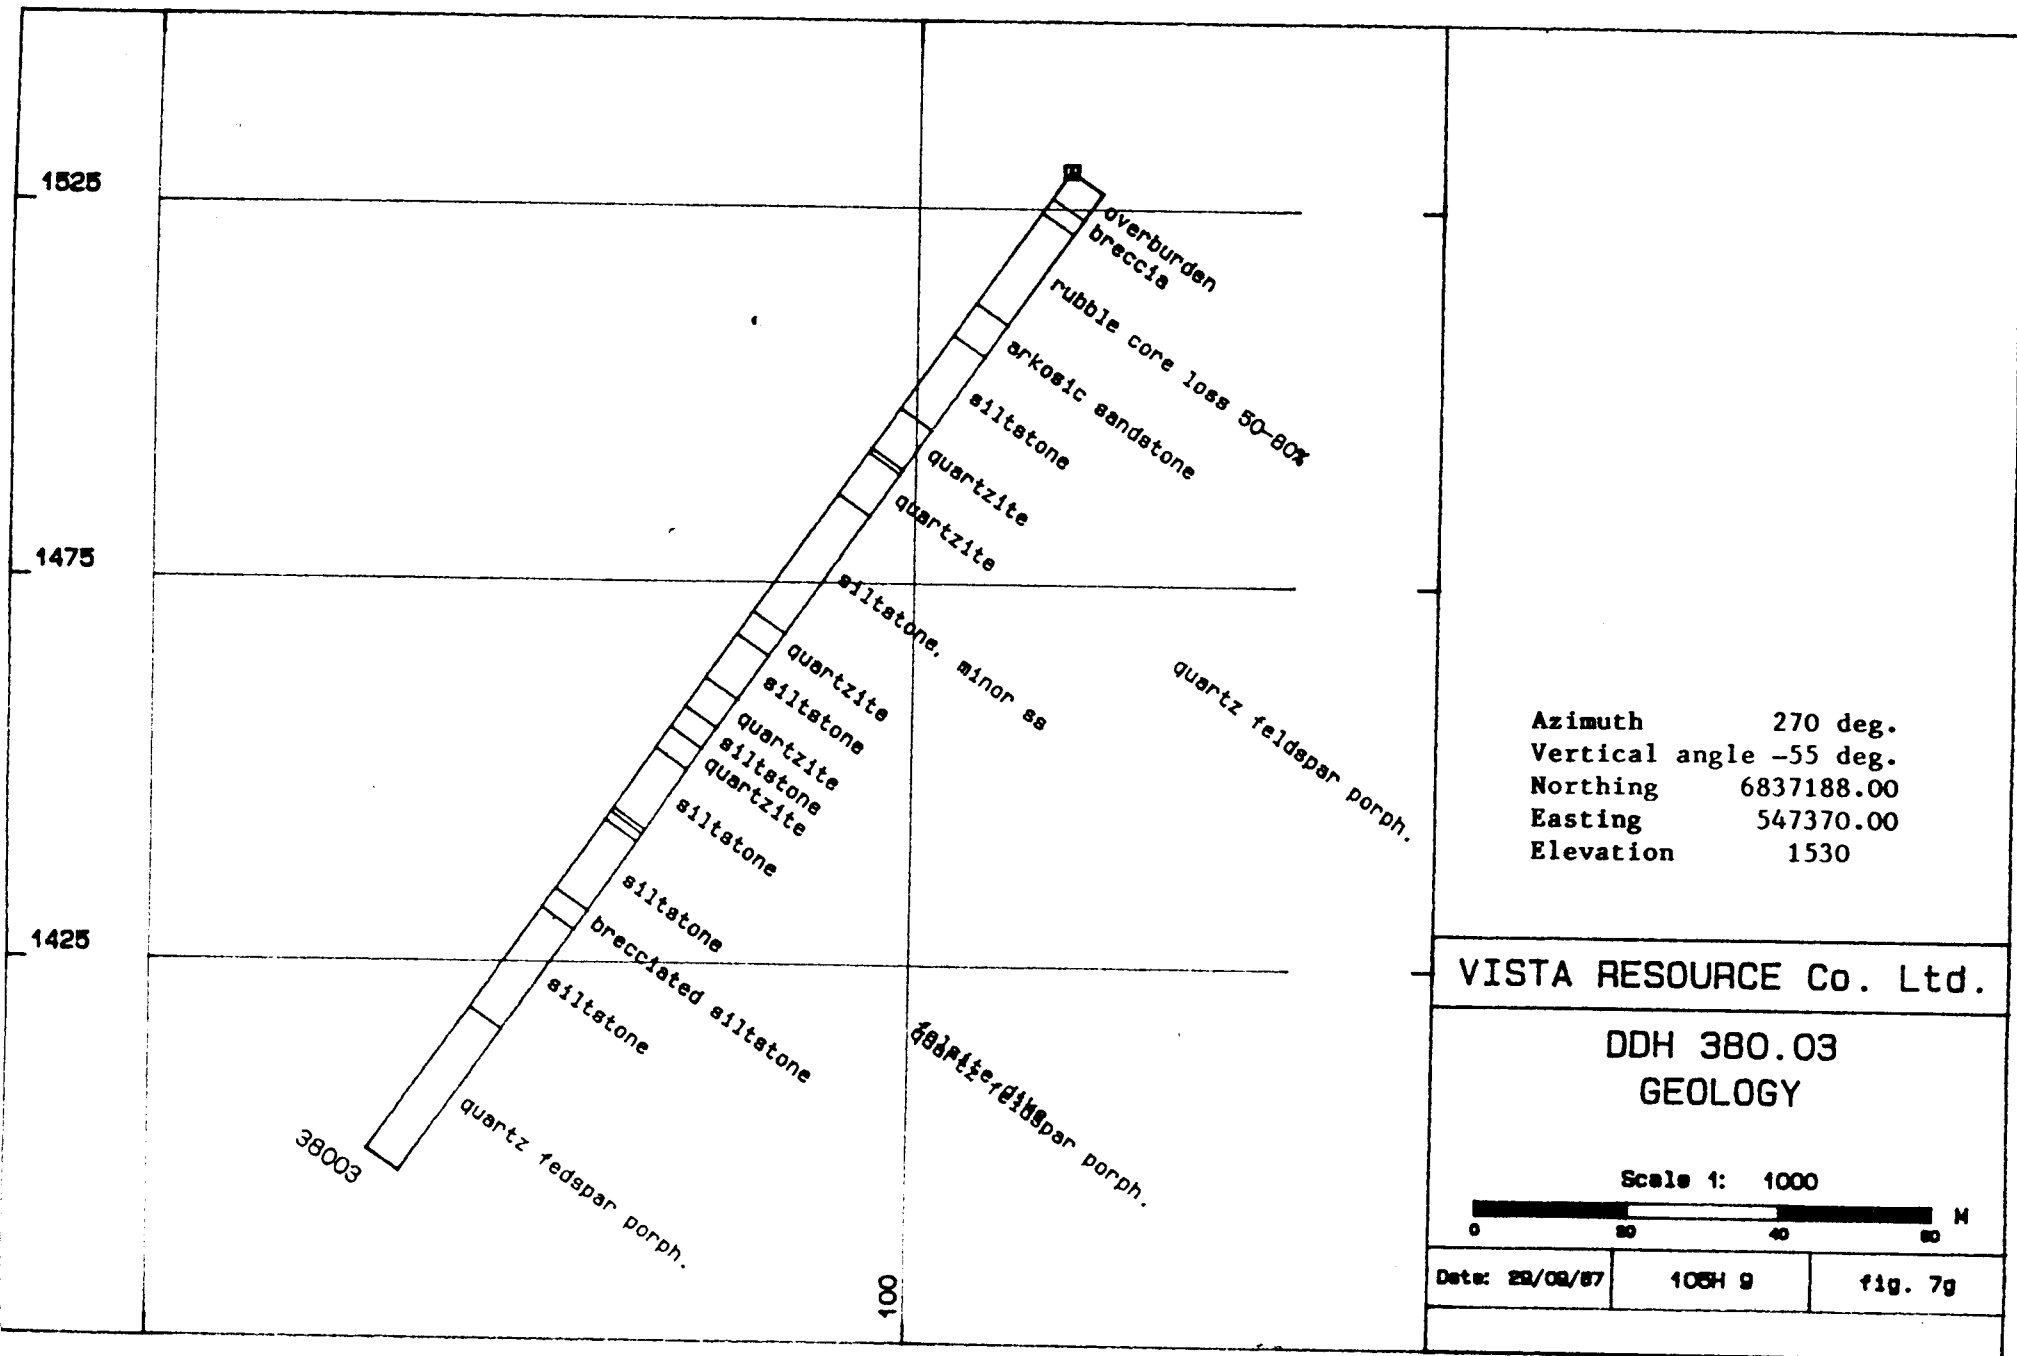 1525
1475
1425
100
overburden
breccia
rubble core loss 50-80%
arkosic sandstone
siltstone
quartzite
quartzite
siltstone, minor ss
quartz feldspar porph.
quartzite
siltstone
quartzite
siltstone
quartzite
siltstone
siltstone
brecciated siltstone
siltstone
felsite dike
quartz feldspar porph.
quartz fedspar porph.
38003
Azimuth 270 deg.
Vertical angle -55 deg.
Northing 6837188.00
Easting 547370.00
Elevation 1530
VISTA RESOURCE Co. Ltd.
DDH 380.03
GEOLOGY
Scale 1: 1000
0 20 40 60 M
Date: 29/09/87
105H 9
fig. 7g